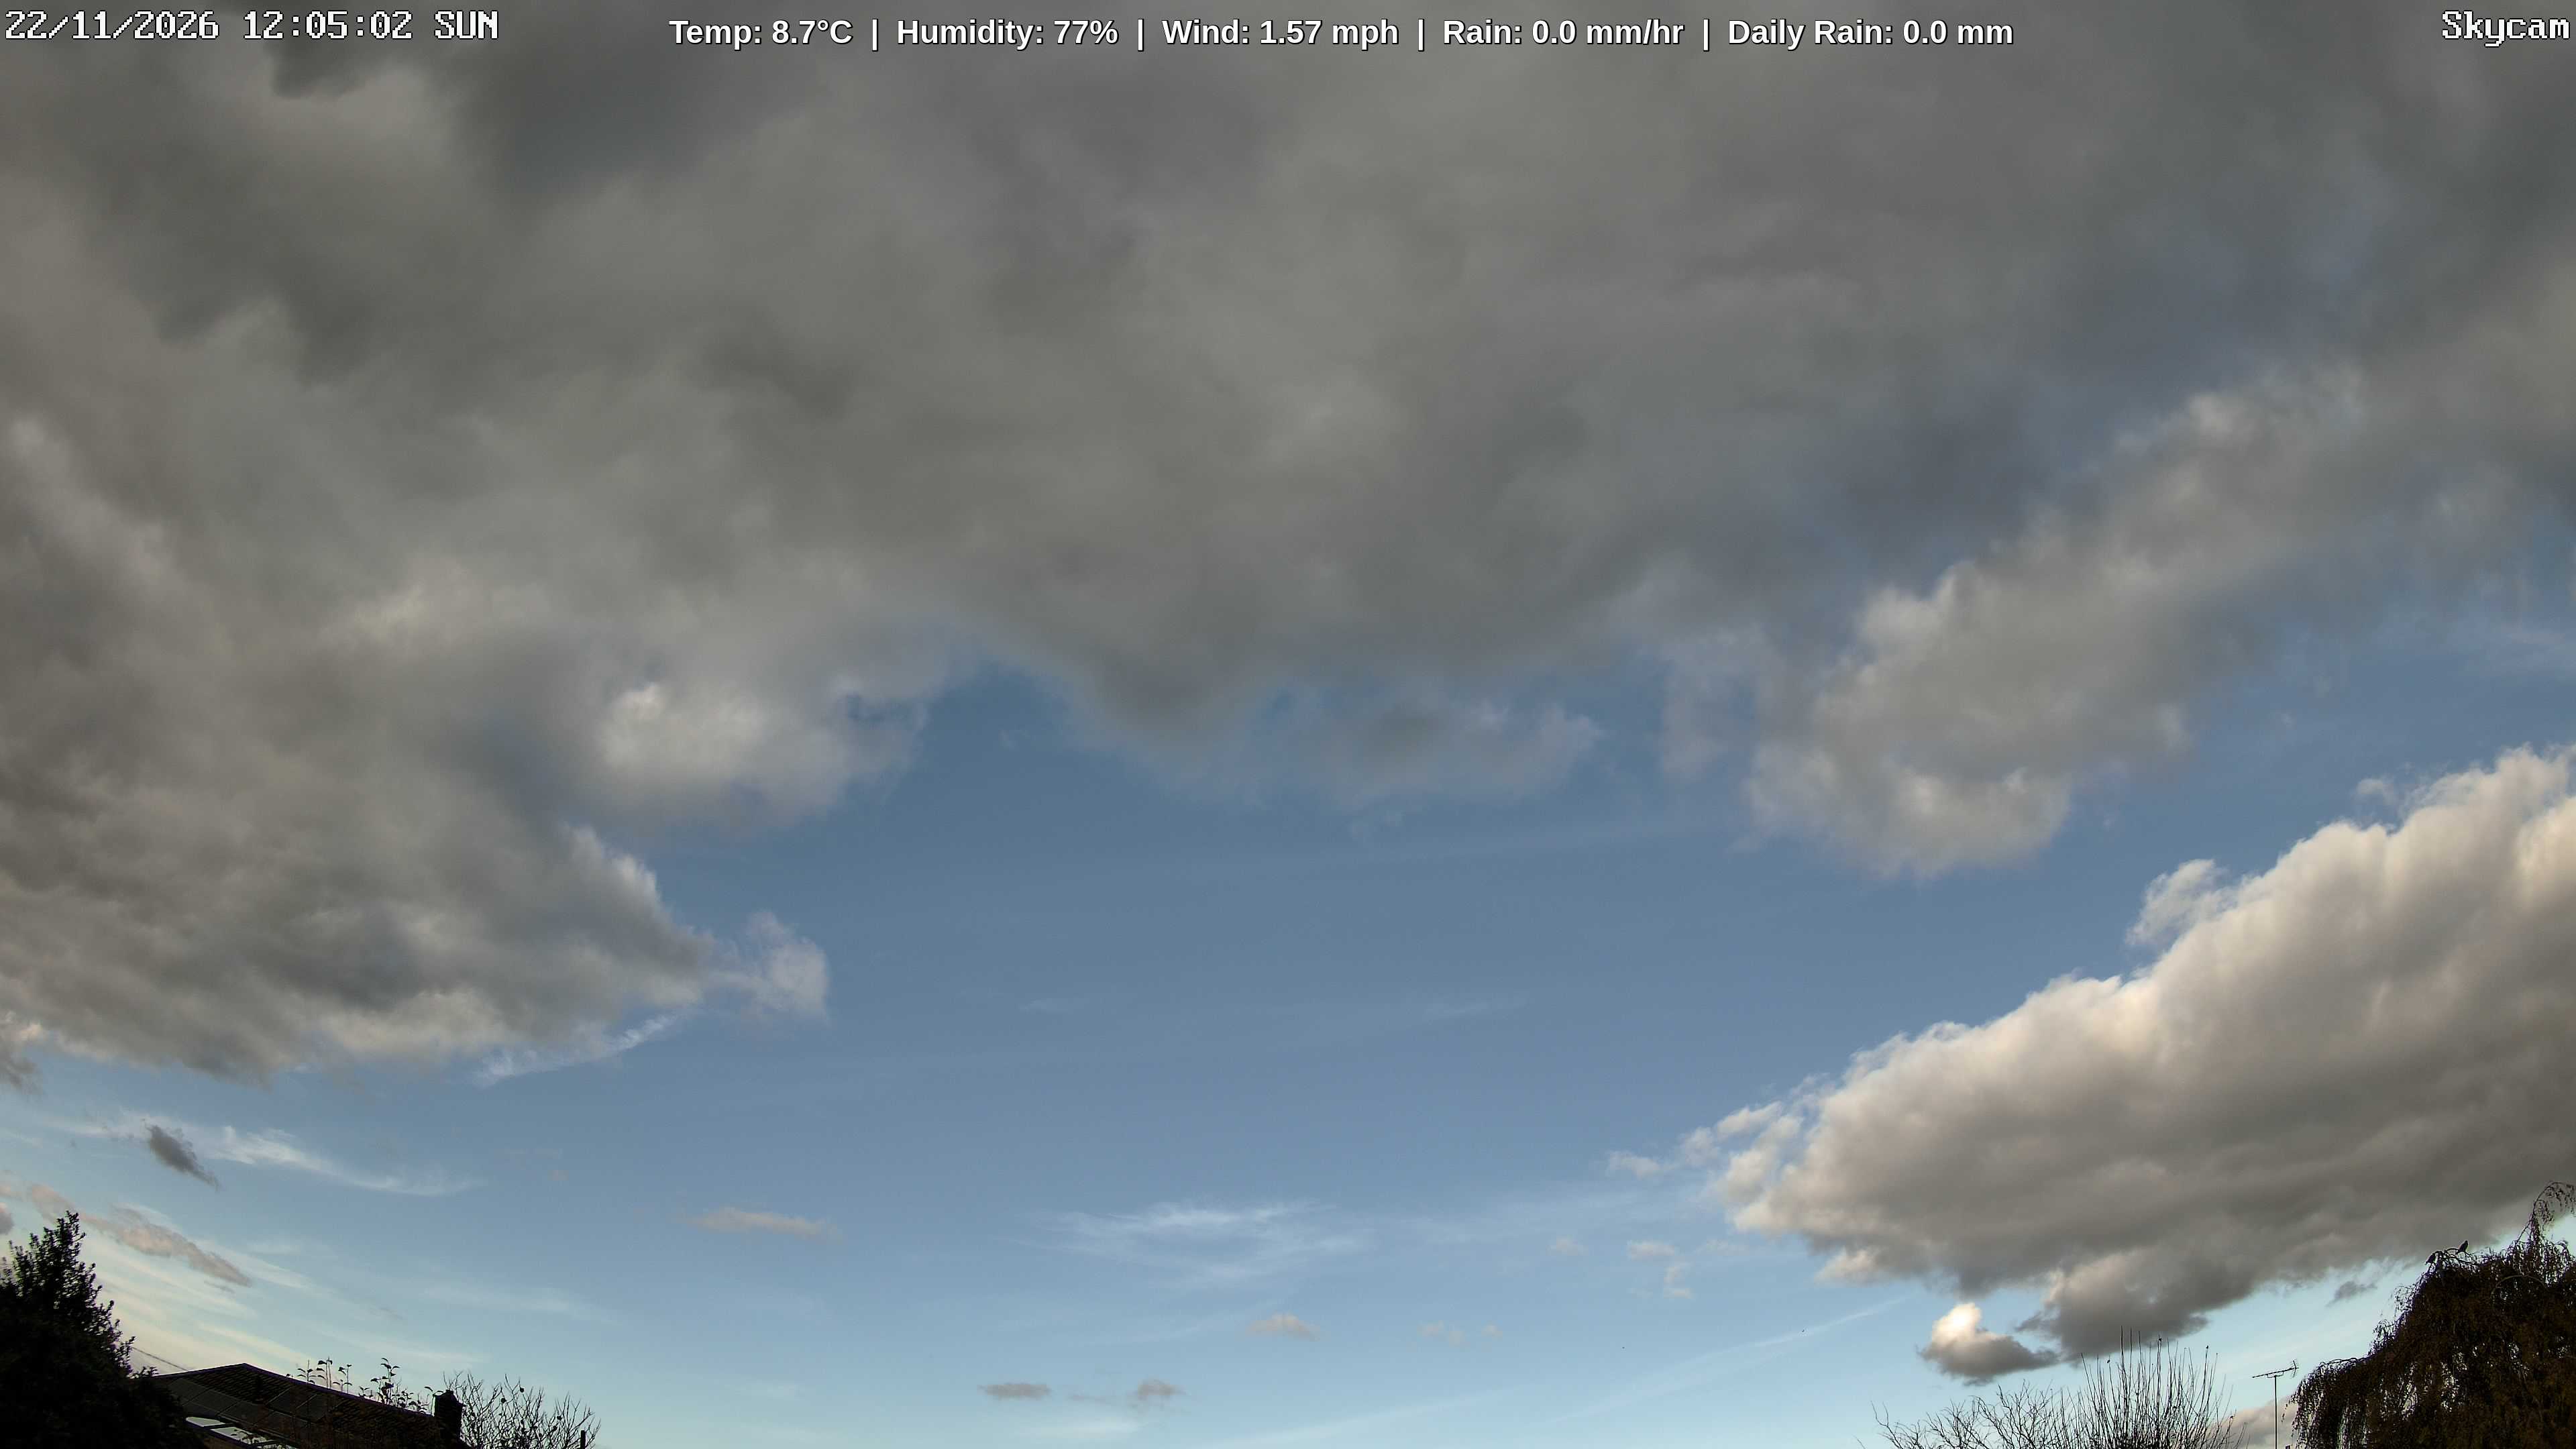 22/11/2026 12:05:02 SUN
Temp: 8.7°C | Humidity: 77% | Wind: 1.57 mph | Rain: 0.0 mm/hr | Daily Rain: 0.0 mm
Skycam